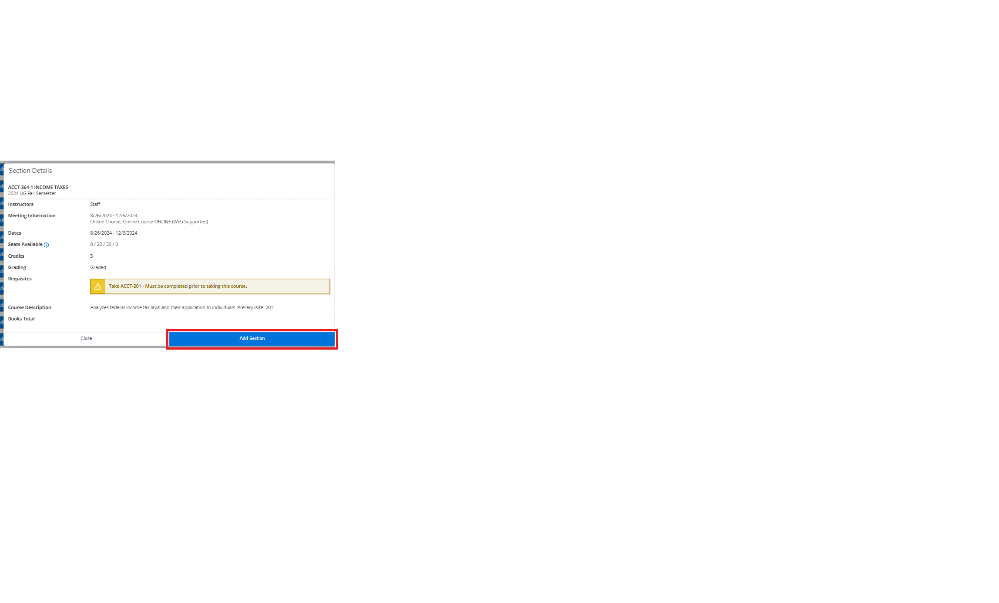 Section Details
ACCT-364-1 INCOME TAXES
2024 UG Fall Semester
Instructors Staff
Meeting Information 8/26/2024 - 12/6/2024
Online Course, Online Course ONLINE (Web Supported)
Dates 8/26/2024 - 12/6/2024
Seats Available 8 / 22 / 30 / 0
Credits 3
Grading Graded
Requisites
Take ACCT-201 - Must be completed prior to taking this course.
Course Description Analyzes federal income tax laws and their application to individuals. Prerequisite: 201
Books Total
Close Add Section